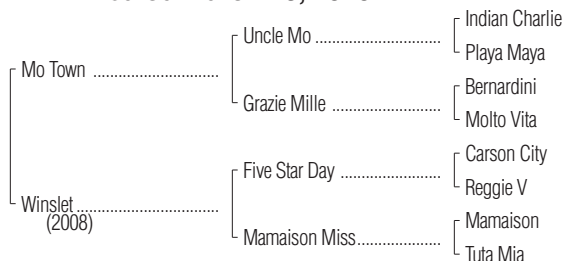 Indian Charlie
Uncle Mo
Playa Maya
Mo Town
Bernardini
Grazie Mille
Molto Vita
Carson City
Five Star Day
Reggie V
Winslet
(2008)
Mamaison
Mamaison Miss
Tuta Mia